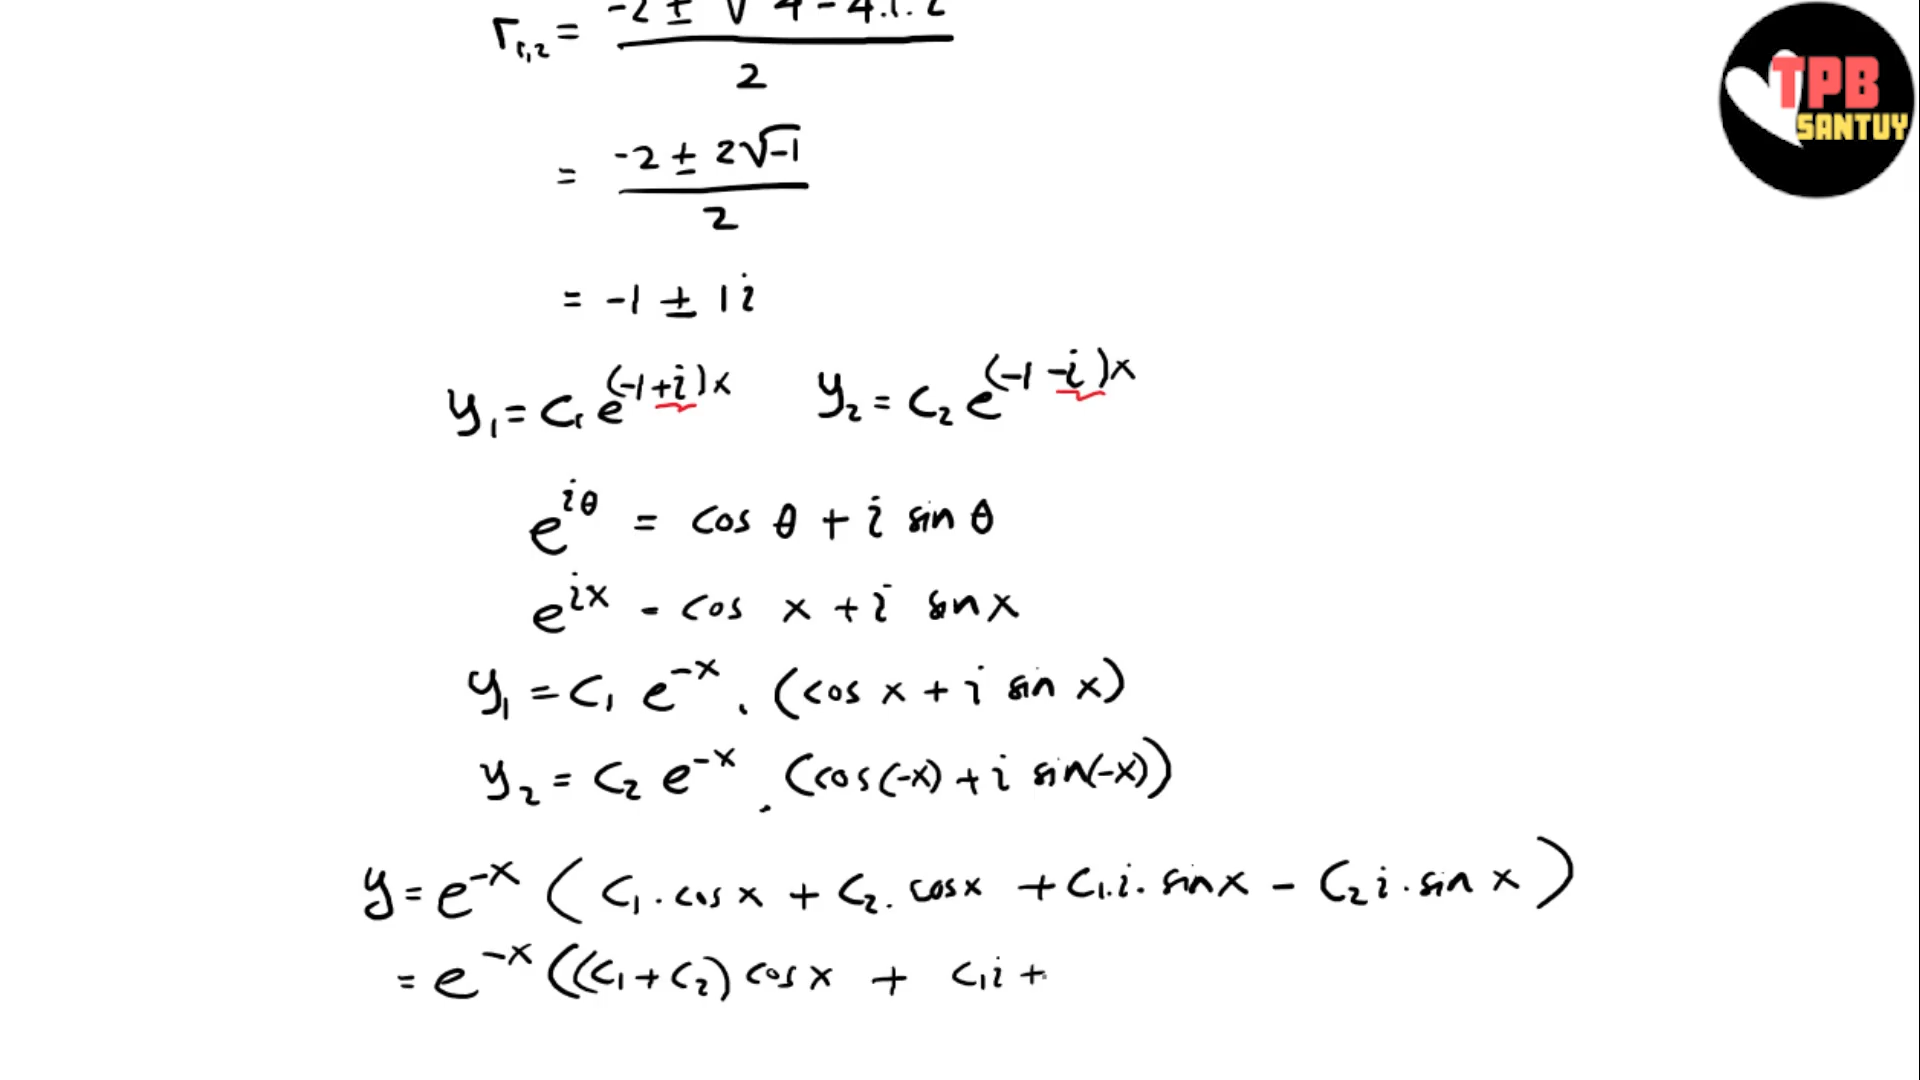 r₁,₂ = (-2 ± √4 - 4.1.2) / 2
= (-2 ± 2√-1) / 2
= -1 ± 1i
y₁ = c₁ e^(-1+i)x    y₂ = c₂ e^(-1-i)x
e^iθ = cos θ + i sin θ
e^ix - cos x + i sin x
y₁ = c₁ e^-x . (cos x + i sin x)
y₂ = c₂ e^-x . (cos(-x) + i sin(-x))
y = e^-x (c₁ . cos x + c₂ . cos x + c₁.i. sin x - c₂ i . sin x)
= e^-x ((c₁ + c₂) cos x + c₁i +
TPB
SANTUY